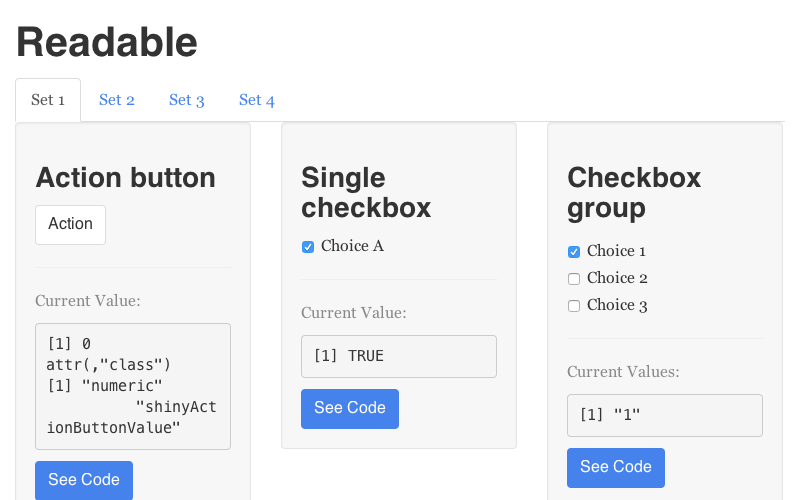 Readable
Set 1 Set 2 Set 3 Set 4
Action button
Action
Current Value:
[1] 0
attr(,"class")
[1] "numeric"
"shinyAct
ionButtonValue"
See Code
Single
checkbox
Choice A
Current Value:
[1] TRUE
See Code
Checkbox
group
Choice 1
Choice 2
Choice 3
Current Values:
[1] "1"
See Code